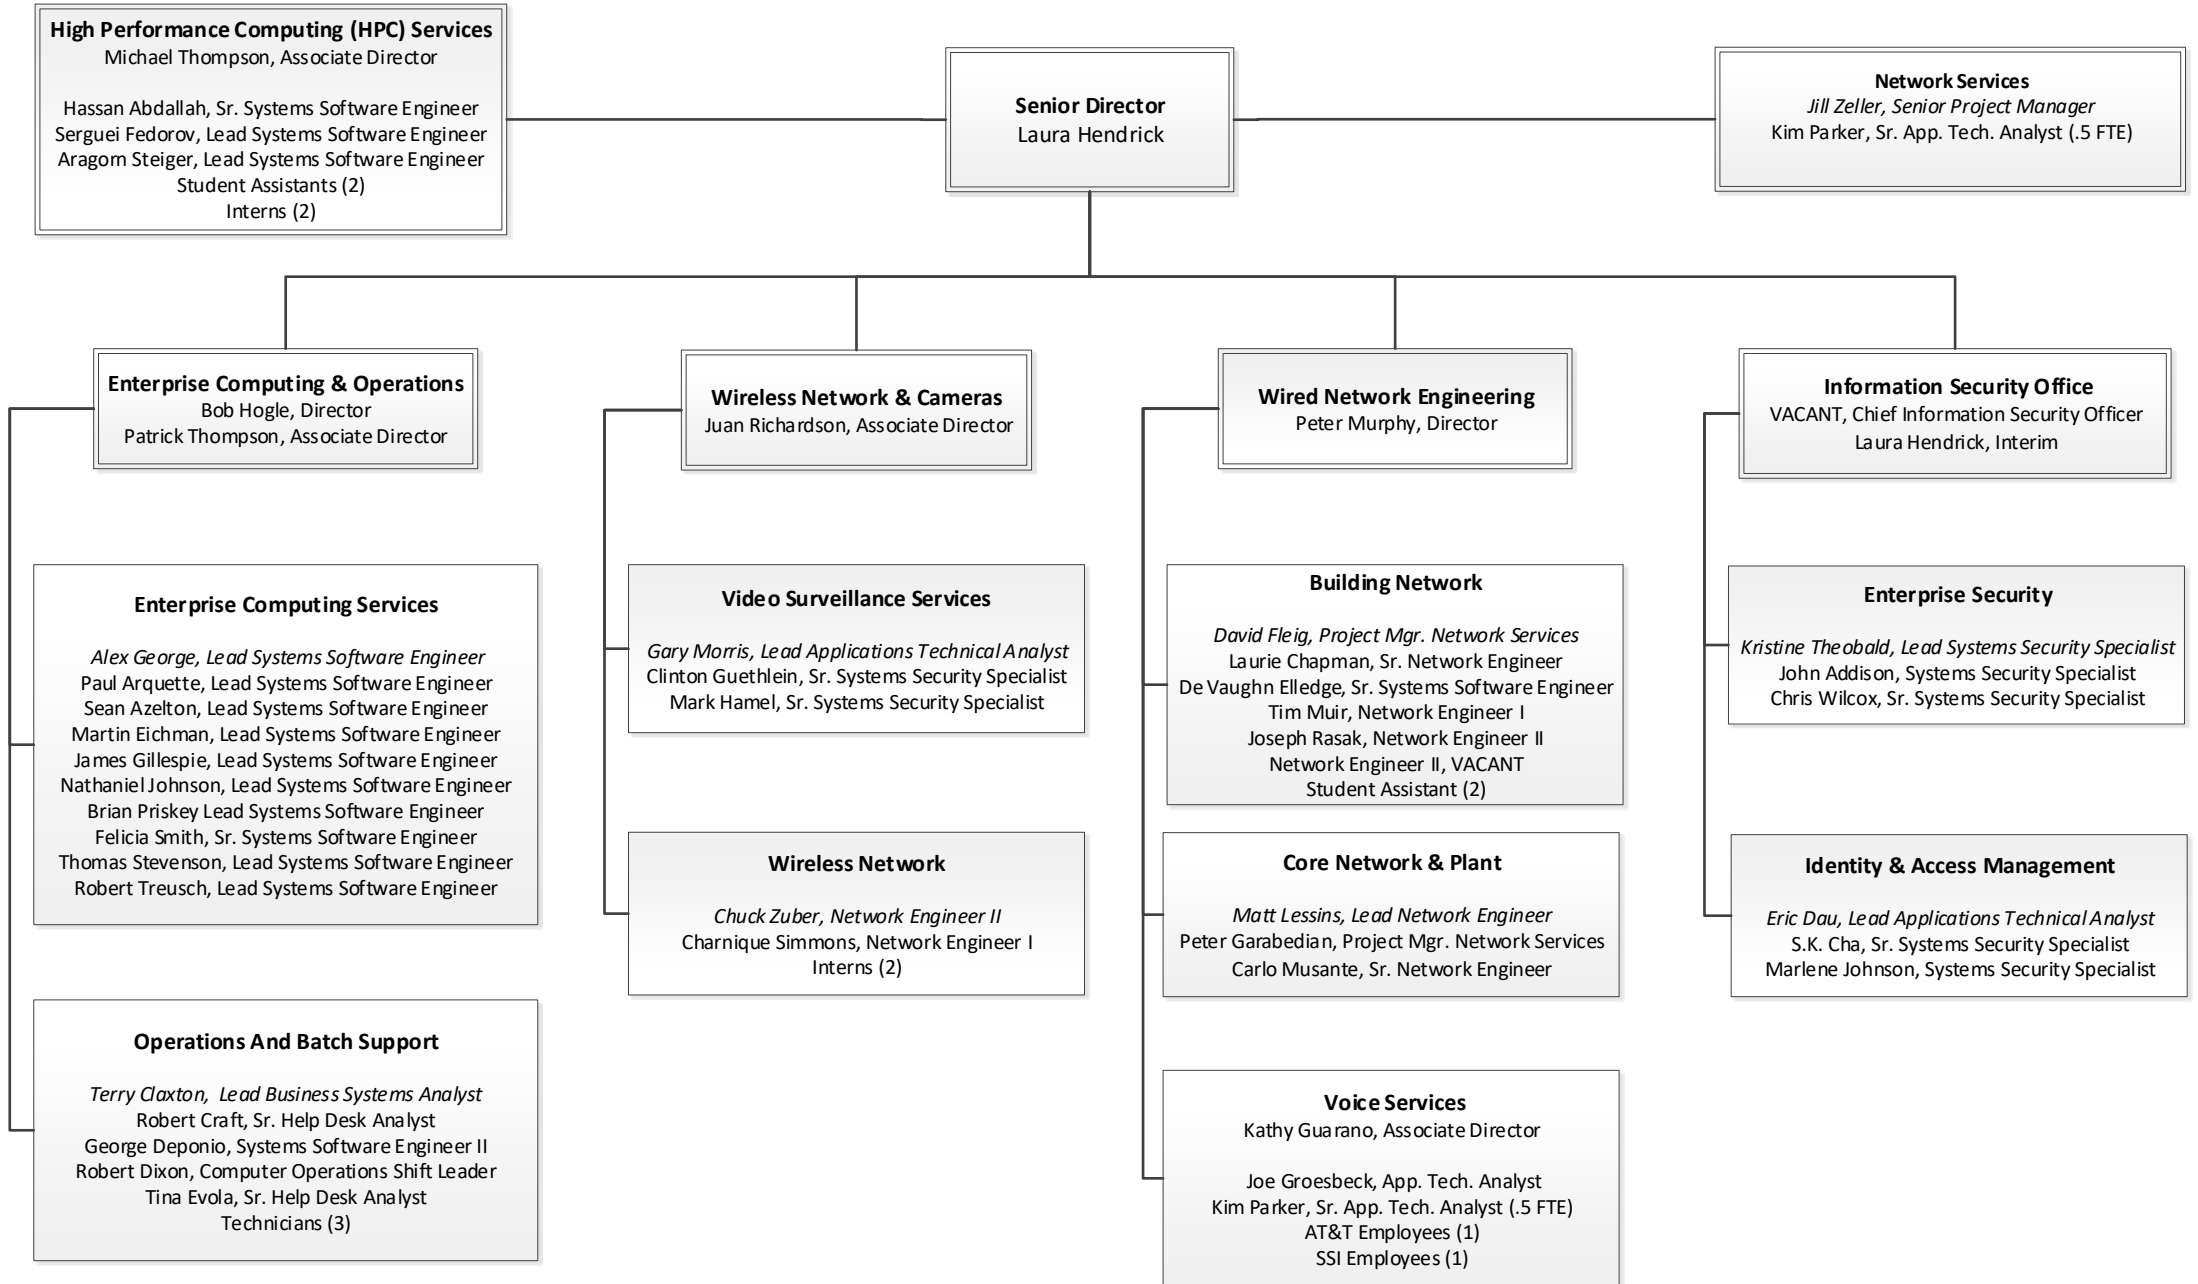 High Performance Computing (HPC) Services
Michael Thompson, Associate Director
Hassan Abdallah, Sr. Systems Software Engineer
Serguei Fedorov, Lead Systems Software Engineer
Aragorn Steiger, Lead Systems Software Engineer
Student Assistants (2)
Interns (2)
Senior Director
Laura Hendrick
Network Services
Jill Zeller, Senior Project Manager
Kim Parker, Sr. App. Tech. Analyst (.5 FTE)
Enterprise Computing & Operations
Bob Hogle, Director
Patrick Thompson, Associate Director
Wireless Network & Cameras
Juan Richardson, Associate Director
Wired Network Engineering
Peter Murphy, Director
Information Security Office
VACANT, Chief Information Security Officer
Laura Hendrick, Interim
Enterprise Computing Services
Alex George, Lead Systems Software Engineer
Paul Arquette, Lead Systems Software Engineer
Sean Azelton, Lead Systems Software Engineer
Martin Eichman, Lead Systems Software Engineer
James Gillespie, Lead Systems Software Engineer
Nathaniel Johnson, Lead Systems Software Engineer
Brian Priskey Lead Systems Software Engineer
Felicia Smith, Sr. Systems Software Engineer
Thomas Stevenson, Lead Systems Software Engineer
Robert Treusch, Lead Systems Software Engineer
Operations And Batch Support
Terry Claxton, Lead Business Systems Analyst
Robert Craft, Sr. Help Desk Analyst
George Deponio, Systems Software Engineer II
Robert Dixon, Computer Operations Shift Leader
Tina Evola, Sr. Help Desk Analyst
Technicians (3)
Video Surveillance Services
Gary Morris, Lead Applications Technical Analyst
Clinton Guethlein, Sr. Systems Security Specialist
Mark Hamel, Sr. Systems Security Specialist
Wireless Network
Chuck Zuber, Network Engineer II
Charnique Simmons, Network Engineer I
Interns (2)
Building Network
David Fleig, Project Mgr. Network Services
Laurie Chapman, Sr. Network Engineer
De Vaughn Elledge, Sr. Systems Software Engineer
Tim Muir, Network Engineer I
Joseph Rasak, Network Engineer II
Network Engineer II, VACANT
Student Assistant (2)
Core Network & Plant
Matt Lessins, Lead Network Engineer
Peter Garabedian, Project Mgr. Network Services
Carlo Musante, Sr. Network Engineer
Voice Services
Kathy Guarano, Associate Director
Joe Groesbeck, App. Tech. Analyst
Kim Parker, Sr. App. Tech. Analyst (.5 FTE)
AT&T Employees (1)
SSI Employees (1)
Enterprise Security
Kristine Theobald, Lead Systems Security Specialist
John Addison, Systems Security Specialist
Chris Wilcox, Sr. Systems Security Specialist
Identity & Access Management
Eric Dau, Lead Applications Technical Analyst
S.K. Cha, Sr. Systems Security Specialist
Marlene Johnson, Systems Security Specialist